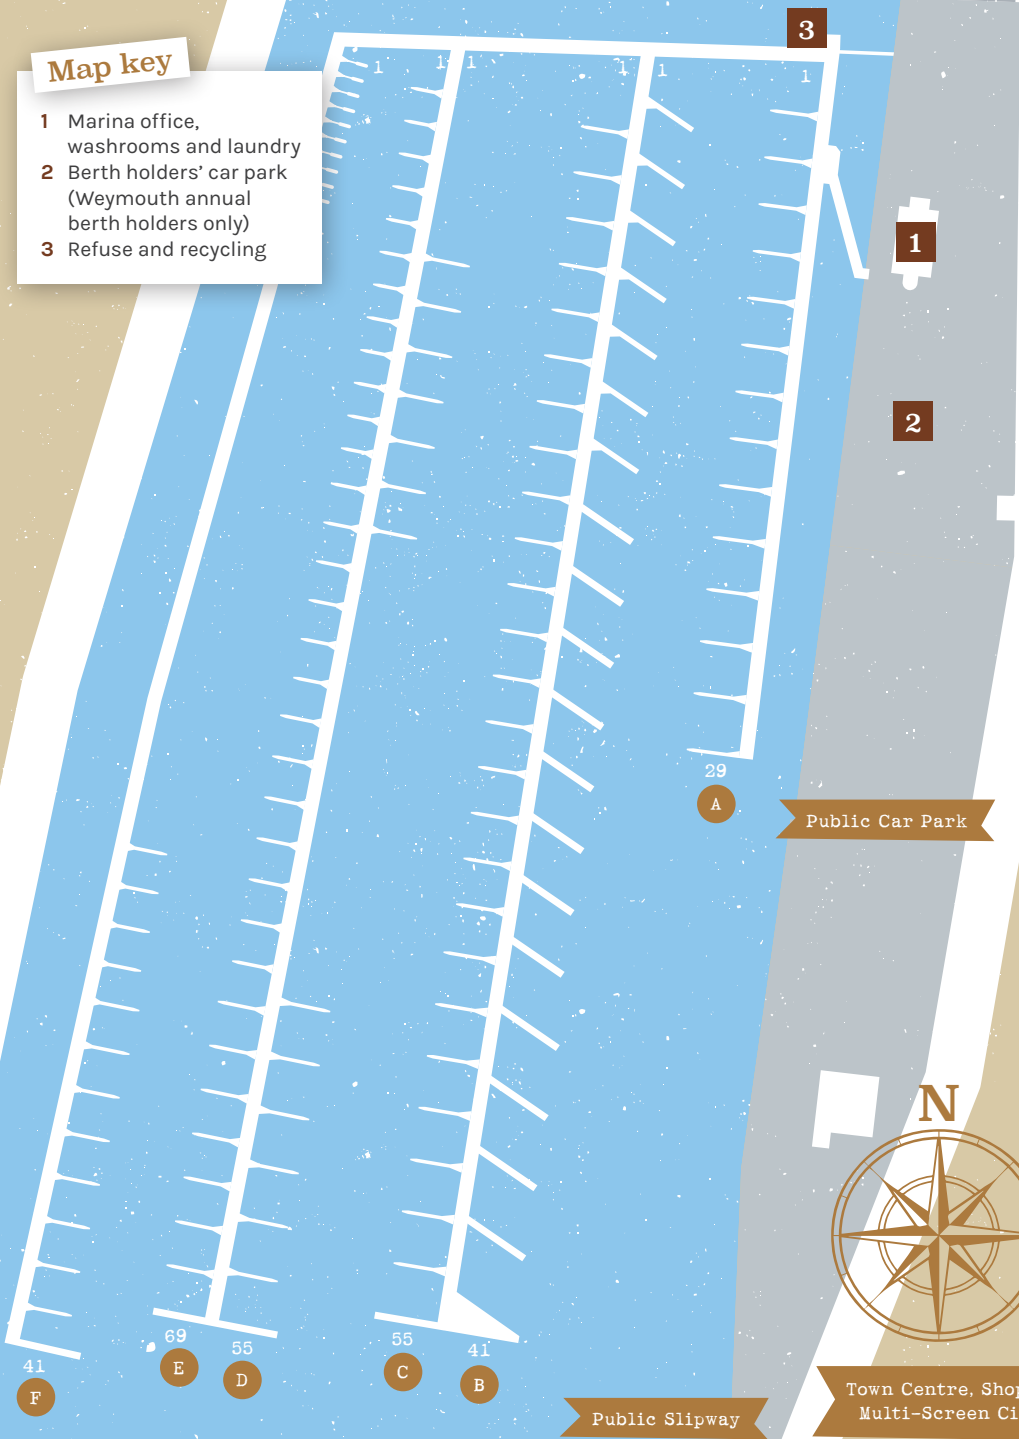 3
Map key
1 Marina office,
washrooms and laundry
2 Berth holders' car park
(Weymouth annual
berth holders only)
3 Refuse and recycling
1
1
1
1
1
1
1
2
29
A
Public Car Park
N
69
E
55
D
55
C
41
B
41
F
Town Centre,
Multi-Screen
Public Slipway